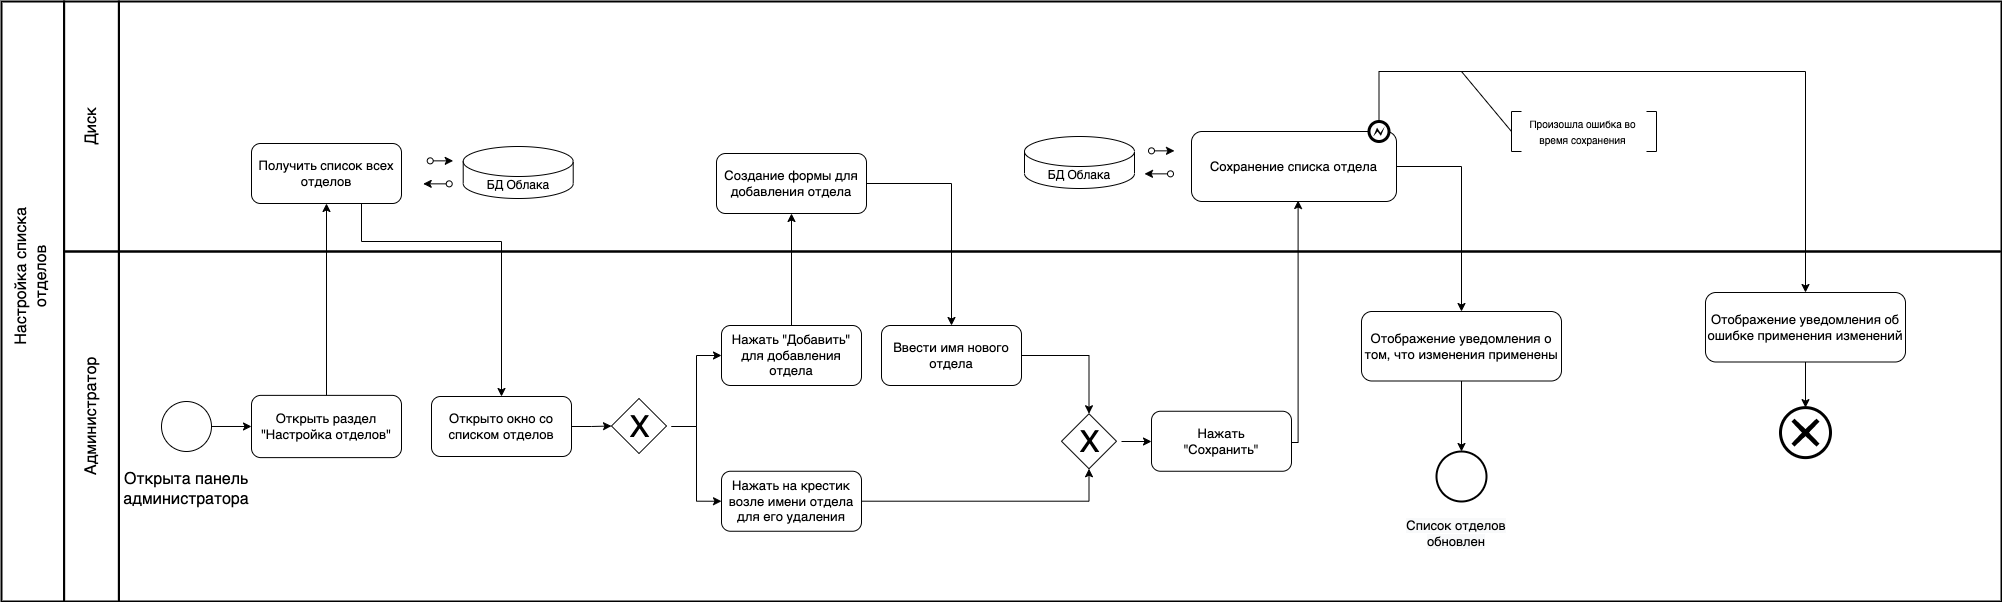 Настройка списка
отделов
Диск
Администратор
Получить список всех
отделов
БД Облака
Создание формы для
добавления отдела
БД Облака
Сохранение списка отдела
Произошла ошибка во
время сохранения
Открыта панель
администратора
Открыть раздел
"Настройка отделов"
Открыто окно со
списком отделов
X
Нажать "Добавить"
для добавления
отдела
Нажать на крестик
возле имени отдела
для его удаления
Ввести имя нового
отдела
X
Нажать
"Сохранить"
Отображение уведомления о
том, что изменения применены
Список отделов
обновлен
Отображение уведомления об
ошибке применения изменений